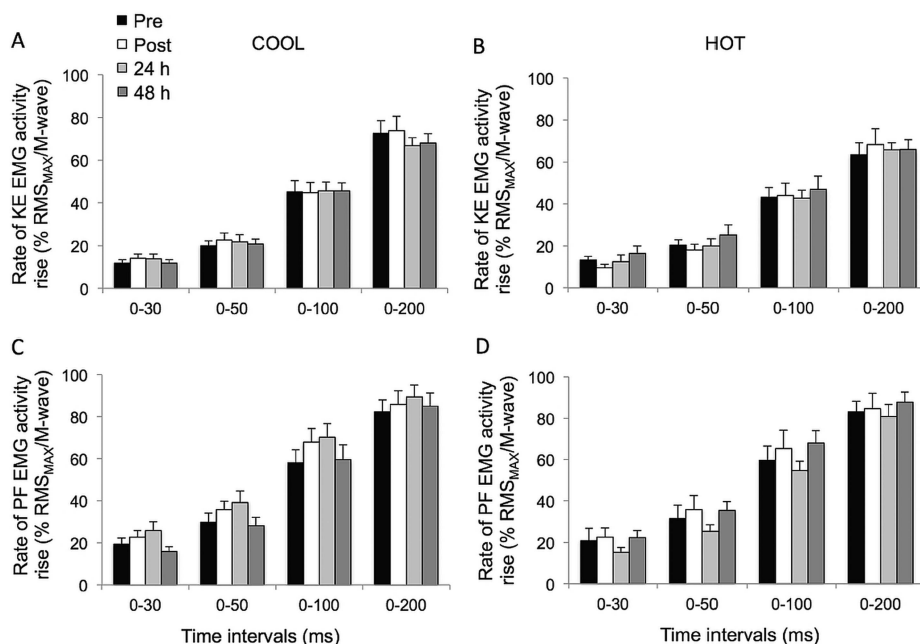 A
Pre
Post
24 h
48 h
COOL
Rate of KE EMG activity
rise (% RMSMAX/M-wave)
100
80
60
40
20
0
0-30 0-50 0-100 0-200
B
HOT
Rate of KE EMG activity
rise (% RMSMAX/M-wave)
100
80
60
40
20
0
0-30 0-50 0-100 0-200
C
Rate of PF EMG activity
rise (% RMSMAX/M-wave)
100
80
60
40
20
0
0-30 0-50 0-100 0-200
Time intervals (ms)
D
Rate of PF EMG activity
rise (% RMSMAX/M-wave)
100
80
60
40
20
0
0-30 0-50 0-100 0-200
Time intervals (ms)